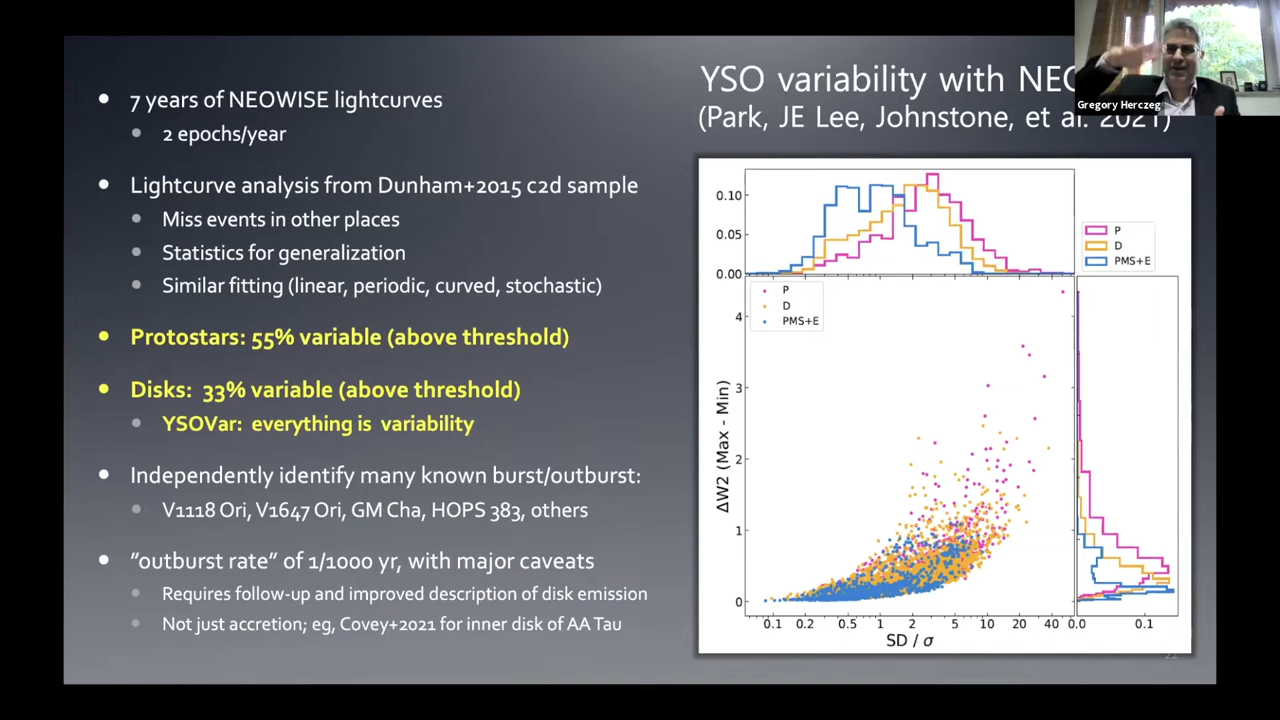 7 years of NEOWISE lightcurves
2 epochs/year
Lightcurve analysis from Dunham+2015 c2d sample
Miss events in other places
Statistics for generalization
Similar fitting (linear, periodic, curved, stochastic)
Protostars: 55% variable (above threshold)
Disks: 33% variable (above threshold)
YSOVar: everything is variability
Independently identify many known burst/outburst:
V1118 Ori, V1647 Ori, GM Cha, HOPS 383, others
”outburst rate” of 1/1000 yr, with major caveats
Requires follow-up and improved description of disk emission
Not just accretion; eg, Covey+2021 for inner disk of AA Tau
YSO variability with
(Park, JE Lee, Johnstone, et al. 2021)
Gregory Herczeg
0.10
0.05
0.00
P
D
PMS+E
P
D
PMS+E
4
3
2
1
0
ΔW2 (Max - Min)
0.1 0.2 0.5 1 2 5 10 20 40
0.0 0.1
SD / σ
22